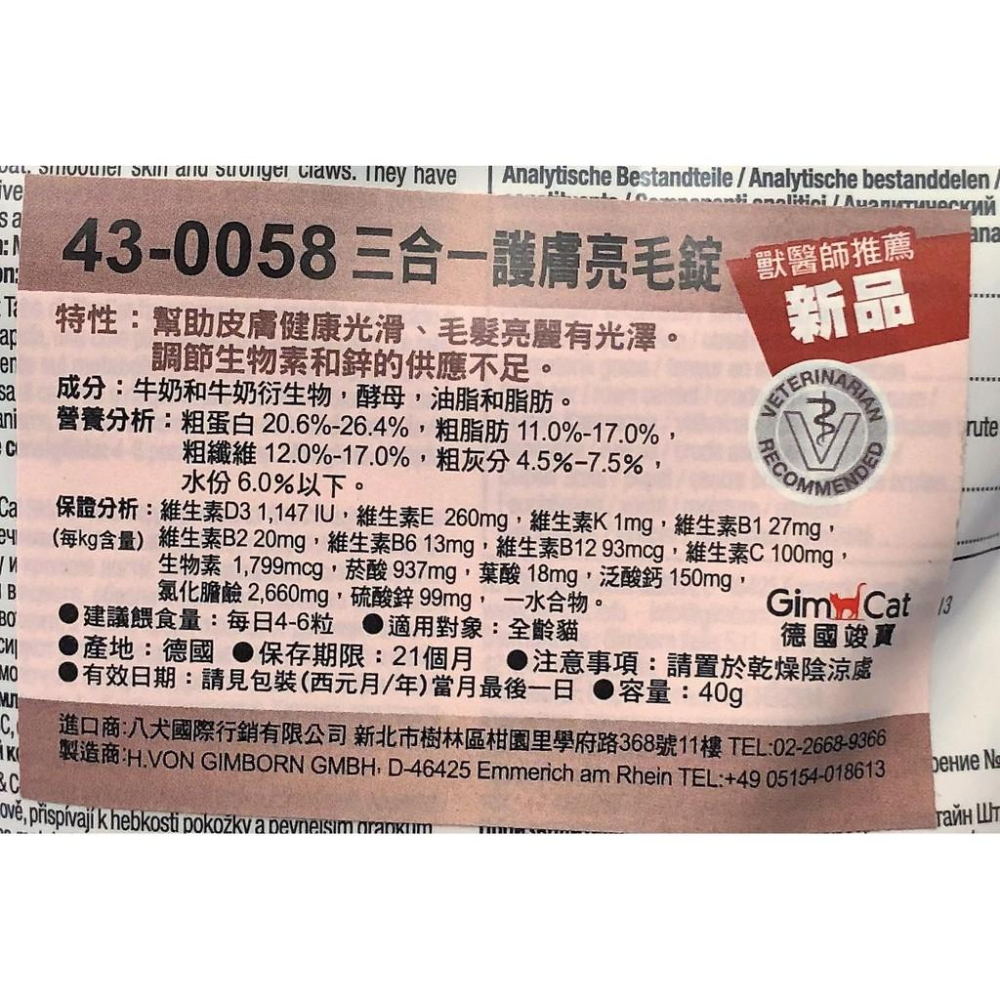 smoother skin and stronger claws. They have
Analytische Bestandteile / Analytische bestanddelen /
43-0058 三合一護膚亮毛錠
獸醫師推薦
新品
特性：幫助皮膚健康光滑、毛髮亮麗有光澤。
調節生物素和鋅的供應不足。
成分：牛奶和牛奶衍生物，酵母，油脂和脂肪。
營養分析：粗蛋白 20.6%-26.4%，粗脂肪 11.0%-17.0%，
粗纖維 12.0%-17.0%，粗灰分 4.5%-7.5%，
水份 6.0%以下。
VETERINARIAN
V
RECOMMENDED
保證分析：維生素D3 1,147 IU，維生素E 260mg，維生素K 1mg，維生素B1 27mg，
(每kg含量) 維生素B2 20mg，維生素B6 13mg，維生素B12 93mcg，維生素C 100mg，
生物素 1,799mcg，菸酸 937mg，葉酸 18mg，泛酸鈣 150mg，
氯化膽鹼 2,660mg，硫酸鋅 99mg， 一水合物。
GimCat
德國竣寶
●建議餵食量：每日4-6粒 ●適用對象：全齡貓
●產地：德國 ●保存期限：21個月 ●注意事項：請置於乾燥陰涼處
●有效日期：請見包裝(西元月/年)當月最後一日 ●容量：40g
進口商:八犬國際行銷有限公司 新北市樹林區柑園里學府路368號11樓 TEL:02-2668-9366
製造商:H.VON GIMBORN GMBH, D-46425 Emmerich am Rhein TEL:+49 05154-018613
ově, přispívají k hebkosti pokožky a pevnějším drápkům